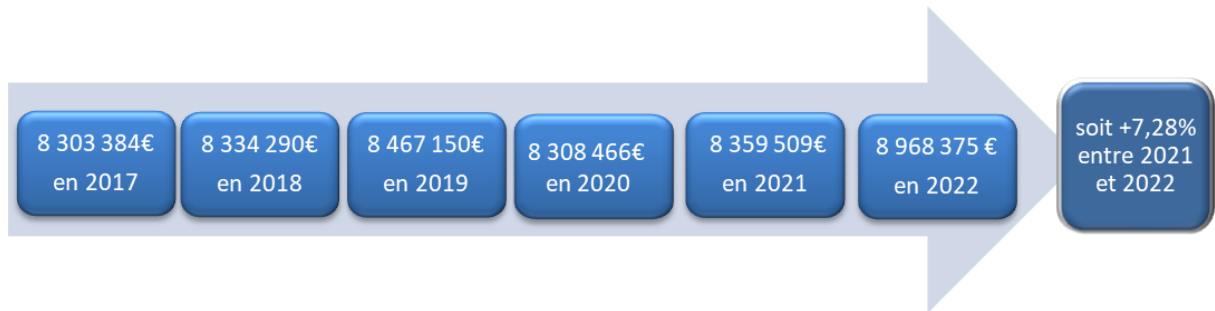 8 303 384€
en 2017
8 334 290€
en 2018
8 467 150€
en 2019
8 308 466€
en 2020
8 359 509€
en 2021
8 968 375 €
en 2022
soit +7,28%
entre 2021
et 2022